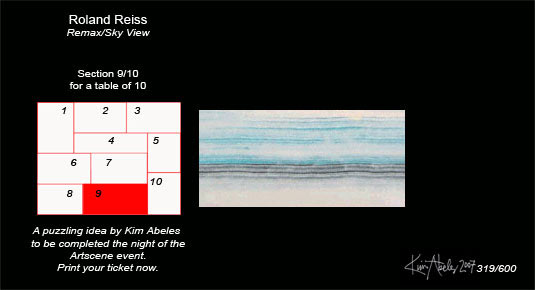 Roland Reiss
Remax/Sky View
Section 9/10
for a table of 10
1 2 3
4 5
6 7
8 9 10
A puzzling idea by Kim Abeles
to be completed the night of the
Artscene event.
Print your ticket now.
Kim Abeles 2007 319/600